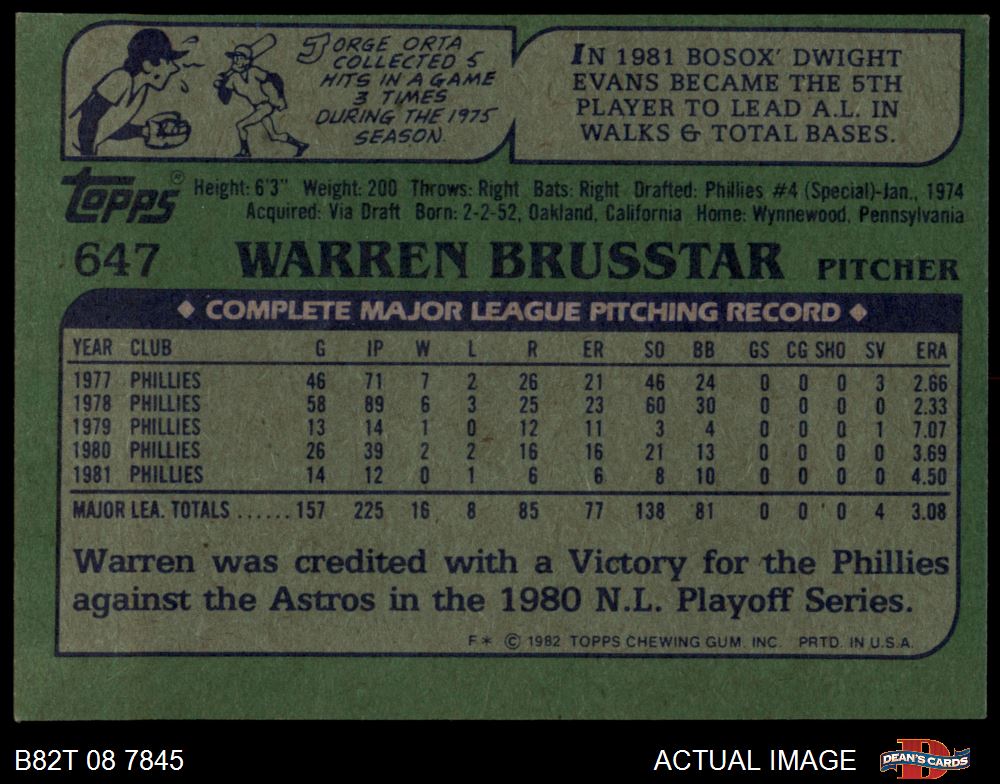 JORGE ORTA
COLLECTED 5
HITS IN A GAME
3 TIMES
DURING THE 1975
SEASON.
IN 1981 BOSOX' DWIGHT
EVANS BECAME THE 5TH
PLAYER TO LEAD A.L. IN
WALKS & TOTAL BASES.
Topps®
Height: 6'3" Weight: 200 Throws: Right Bats: Right Drafted: Phillies #4 (Special)-Jan., 1974
Acquired: Via Draft Born: 2-2-52, Oakland, California Home: Wynnewood, Pennsylvania
647 WARREN BRUSSTAR PITCHER
◆ COMPLETE MAJOR LEAGUE PITCHING RECORD ◆
YEAR CLUB G IP W L R ER SO BB GS CG SHO SV ERA
1977 PHILLIES 46 71 7 2 26 21 46 24 0 0 0 3 2.66
1978 PHILLIES 58 89 6 3 25 23 60 30 0 0 0 0 2.33
1979 PHILLIES 13 14 1 0 12 11 3 4 0 0 0 1 7.07
1980 PHILLIES 26 39 2 2 16 16 21 13 0 0 0 0 3.69
1981 PHILLIES 14 12 0 1 6 6 8 10 0 0 0 0 4.50
MAJOR LEA. TOTALS ......157 225 16 8 85 77 138 81 0 0 0 4 3.08
Warren was credited with a Victory for the Phillies
against the Astros in the 1980 N.L. Playoff Series.
F* © 1982 TOPPS CHEWING GUM, INC. PRTD. IN U.S.A.
B82T 08 7845
ACTUAL IMAGE
DEAN'S CARDS